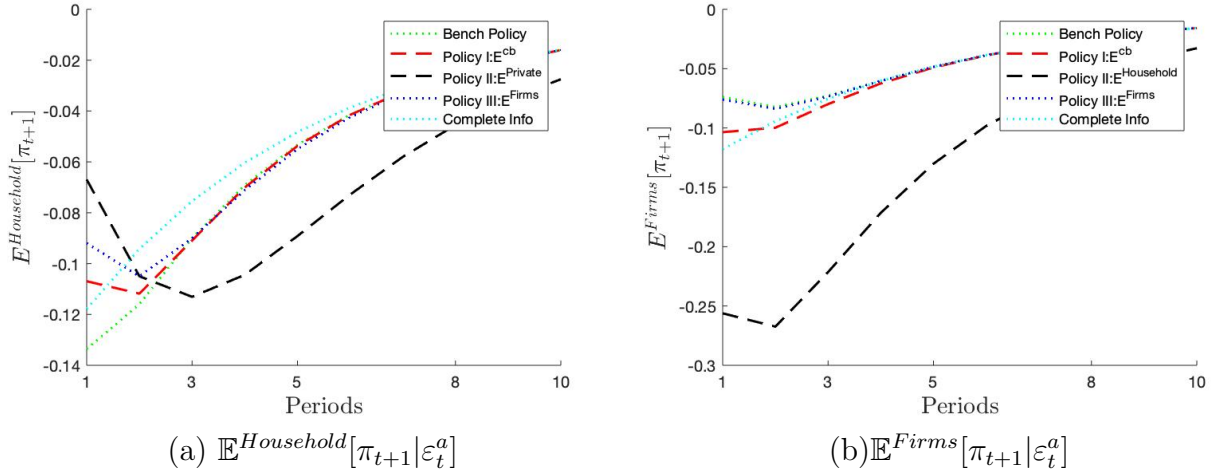 0
-0.02
-0.04
-0.06
-0.08
-0.1
-0.12
-0.14
E^{Household}[π_{t+1}]
1 3 5 8 10
Periods
Bench Policy
Policy I:E^{cb}
Policy II:E^{Private}
Policy III:E^{Firms}
Complete Info
(a) 𝔼^{Household}[π_{t+1}|ε_t^a]
0
-0.05
-0.1
-0.15
-0.2
-0.25
-0.3
E^{Firms}[π_{t+1}]
1 3 5 8 10
Periods
Bench Policy
Policy I:E^{cb}
Policy II:E^{Household}
Policy III:E^{Firms}
Complete Info
(b)𝔼^{Firms}[π_{t+1}|ε_t^a]